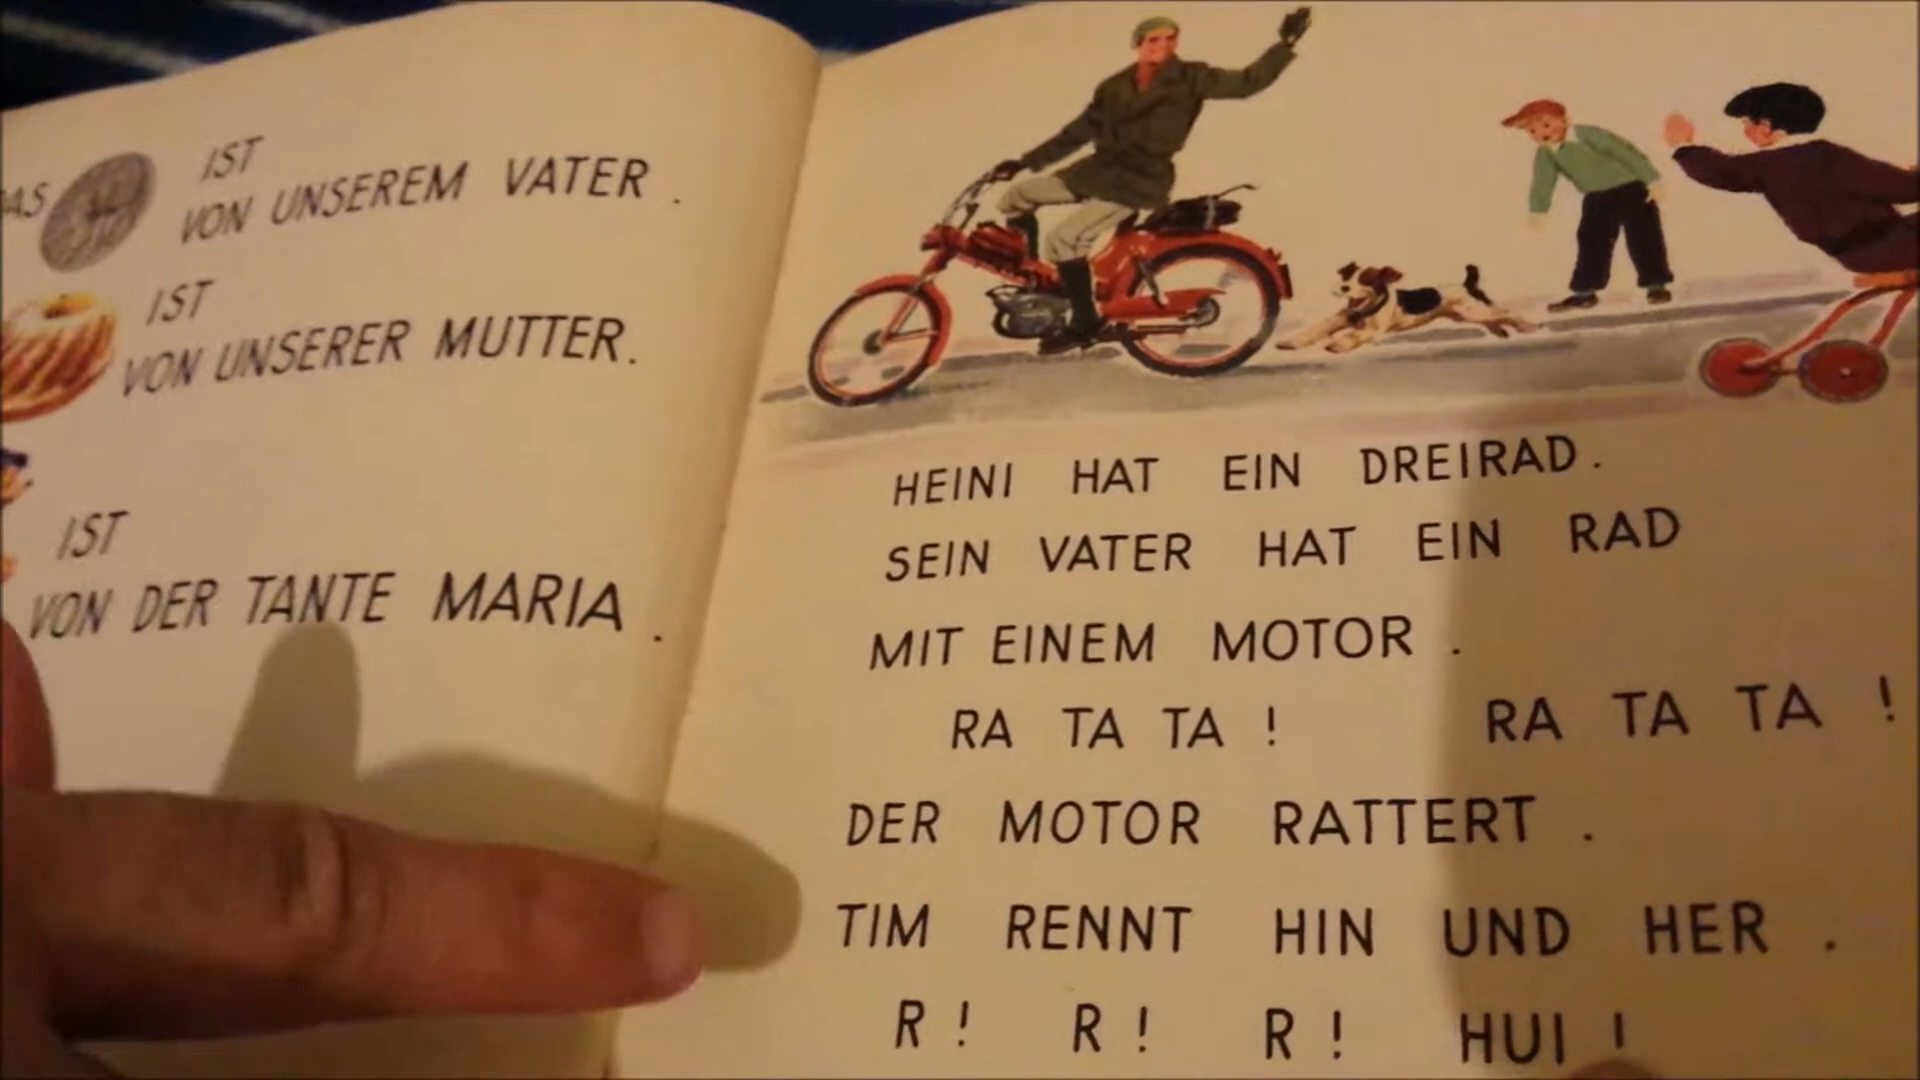 DAS IST
VON UNSEREM VATER .
IST
VON UNSERER MUTTER.
IST
VON DER TANTE MARIA .
HEINI HAT EIN DREIRAD .
SEIN VATER HAT EIN RAD
MIT EINEM MOTOR .
RA TA TA ! RA TA TA !
DER MOTOR RATTERT .
TIM RENNT HIN UND HER .
R ! R ! R ! HUI !